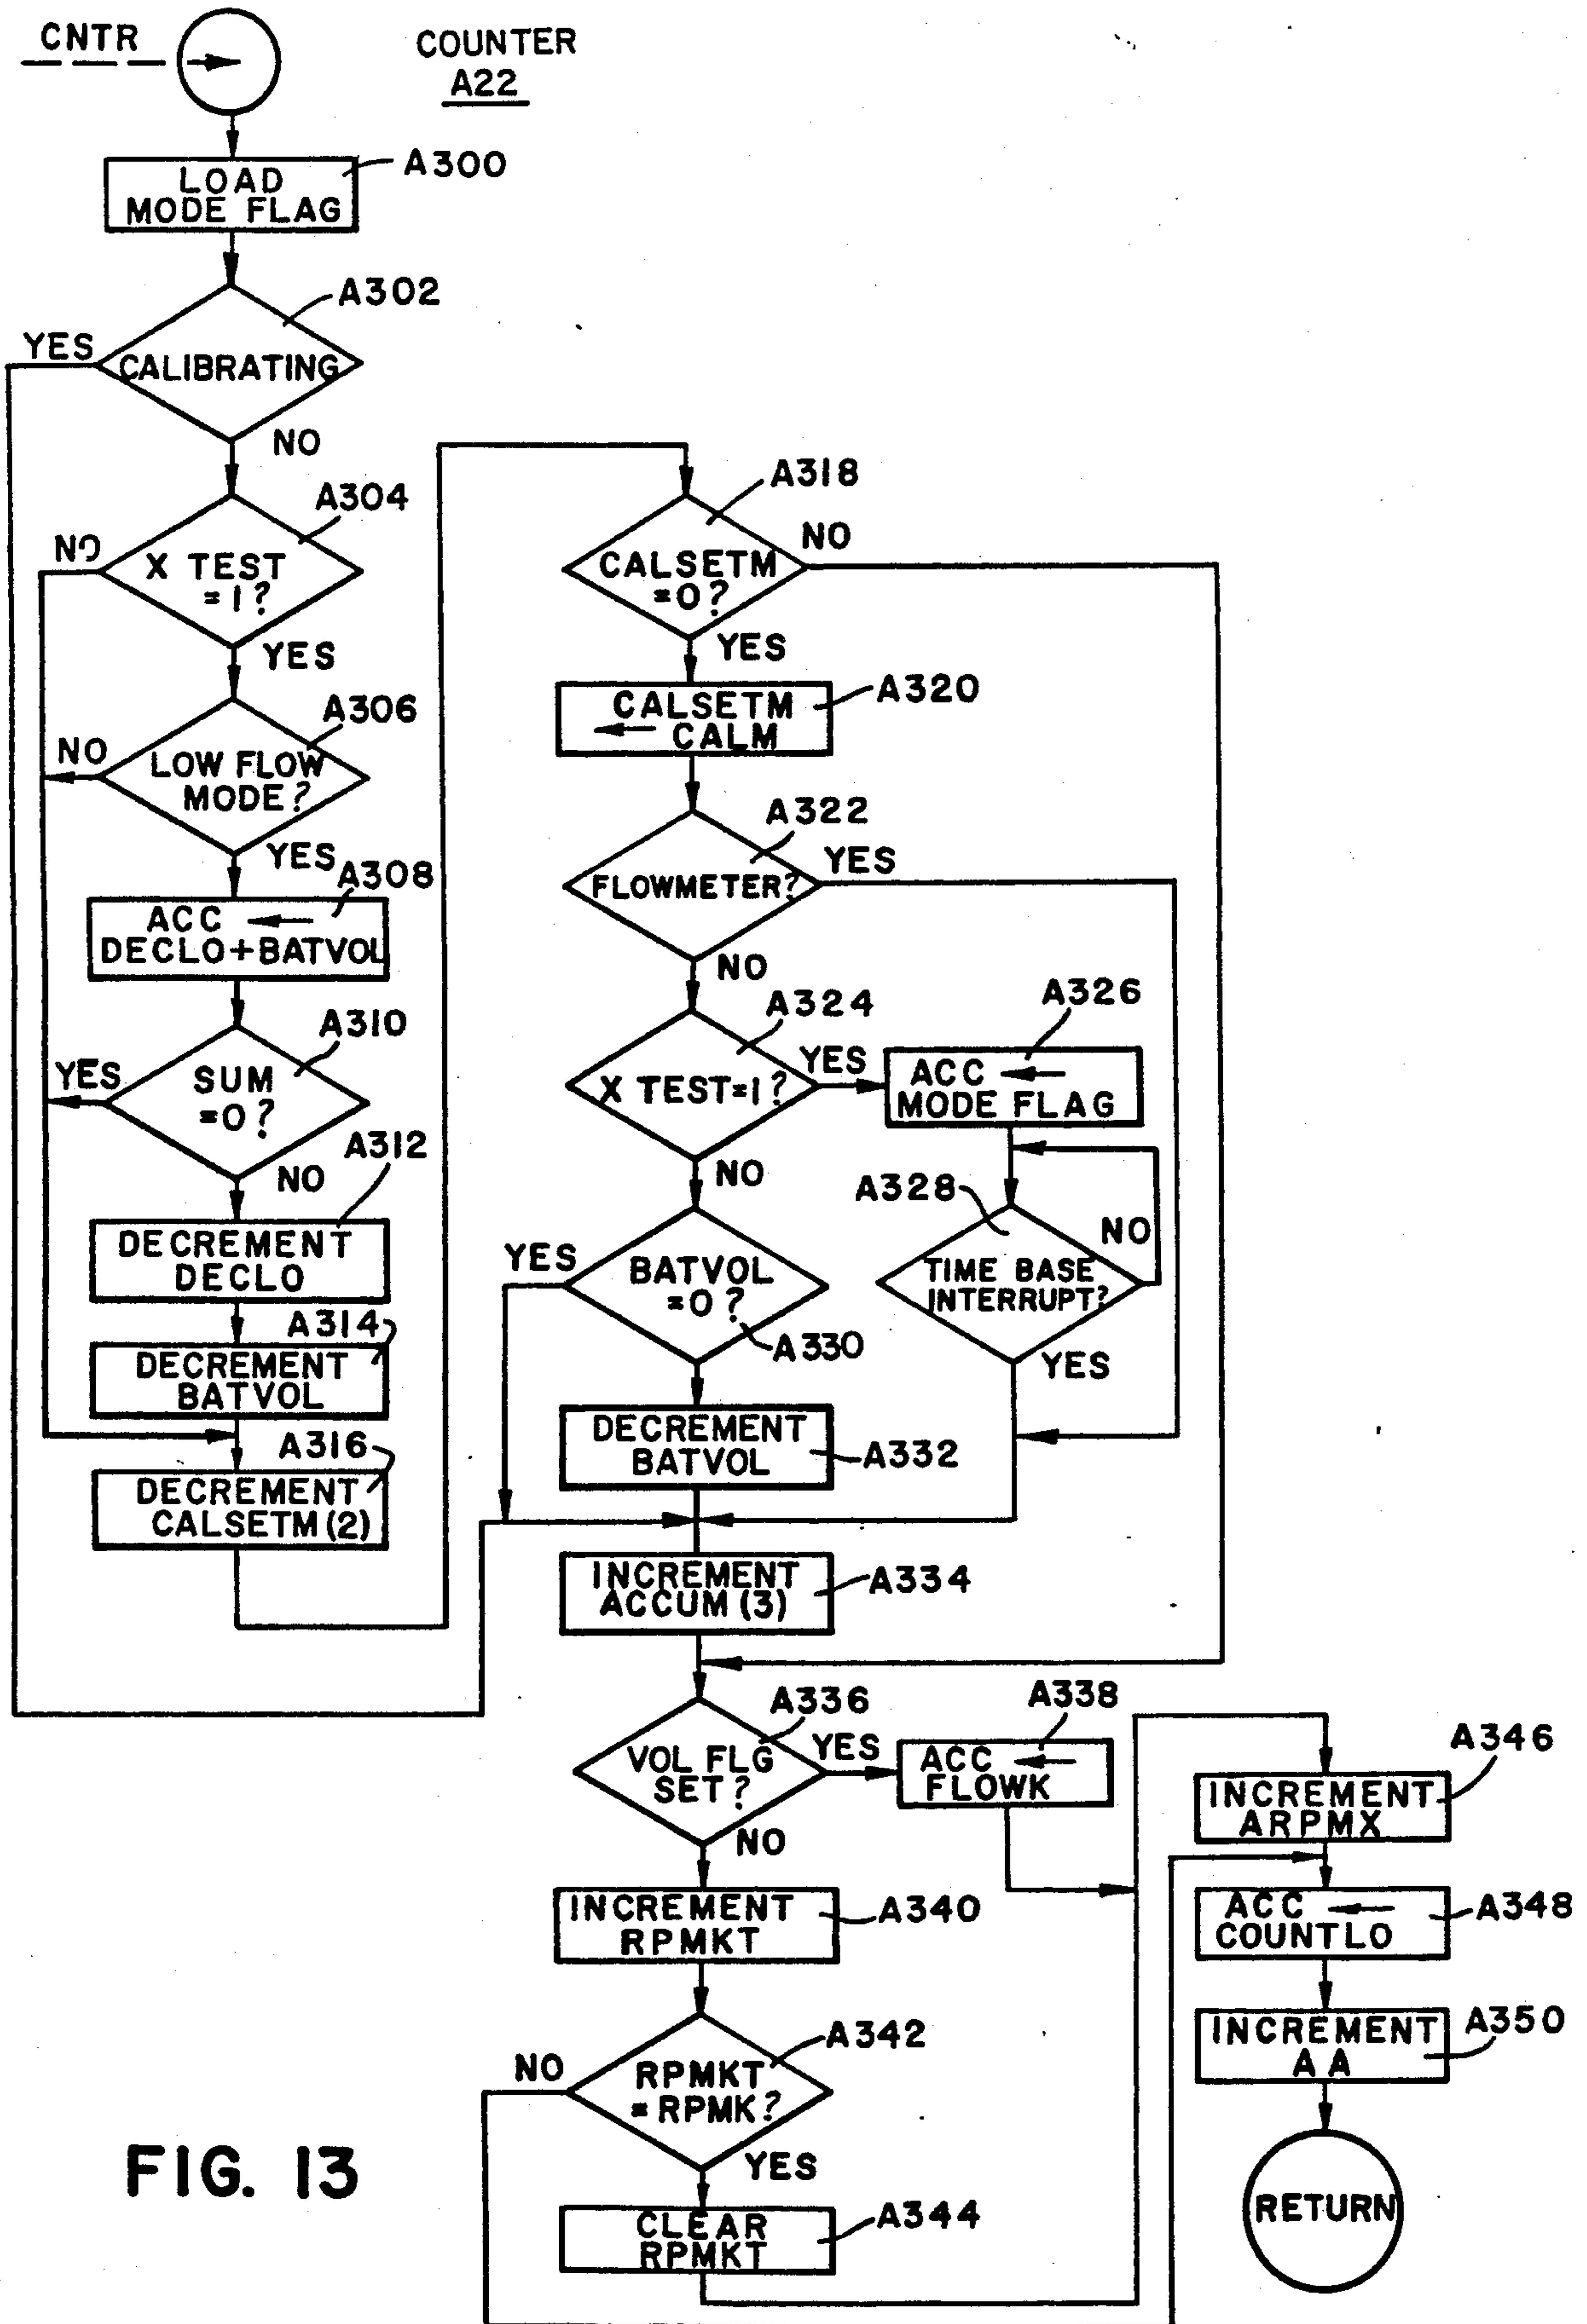 CNTR
COUNTER
A22
A300
LOAD
MODE FLAG
A302
YES
CALIBRATING
NO
A304
NO
X TEST
=1?
YES
A306
NO
LOW FLOW
MODE?
YES
A308
ACC ←
DECLO+BATVOL
A310
YES
SUM
=0?
NO
A312
DECREMENT
DECLO
A314
DECREMENT
BATVOL
A316
DECREMENT
CALSETM (2)
A318
NO
CALSETM
=0?
YES
A320
CALSETM
← CALM
A322
YES
FLOWMETER?
NO
A324
YES
X TEST=1?
NO
A326
ACC ←
MODE FLAG
A328
NO
TIME BASE
INTERRUPT?
YES
YES
BATVOL
=0?
A330
DECREMENT
BATVOL
A332
INCREMENT
ACCUM (3)
A334
A336
YES
VOL FLG
SET?
NO
A338
ACC ←
FLOWK
INCREMENT
RPMKT
A340
A342
NO
RPMKT
=RPMK?
YES
CLEAR
RPMKT
A344
A346
INCREMENT
ARPMX
ACC ←
COUNTLO
A348
INCREMENT
AA
A350
RETURN
FIG. 13